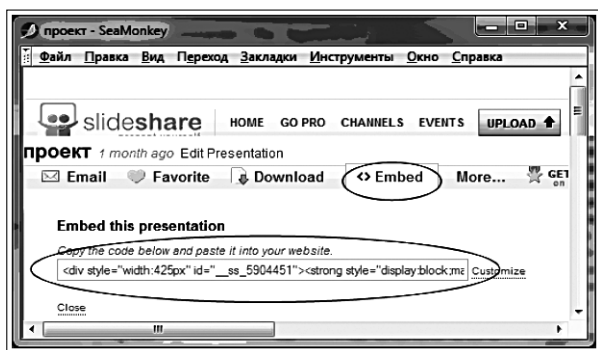 проект - SeaMonkey
Файл Правка Вид Переход Закладки Инструменты Окно Справка
slideshare HOME GO PRO CHANNELS EVENTS UPLOAD
проект 1 month ago Edit Presentation
Email Favorite Download <> Embed More... GET
on
Embed this presentation
Copy the code below and paste it into your website.
<div style="width:425px" id="__ss_5904451"><strong style="display:block;ma Customize
Close